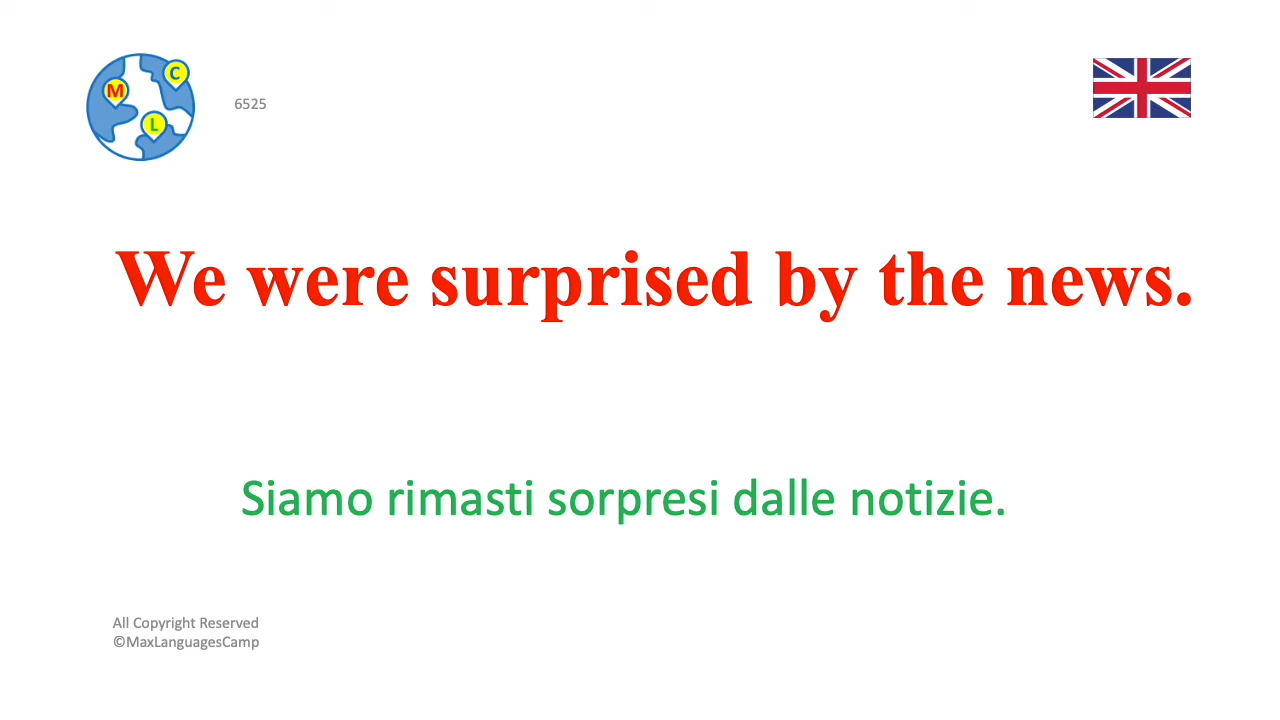 C
M
L
6525
We were surprised by the news.
Siamo rimasti sorpresi dalle notizie.
All Copyright Reserved
©MaxLanguagesCamp